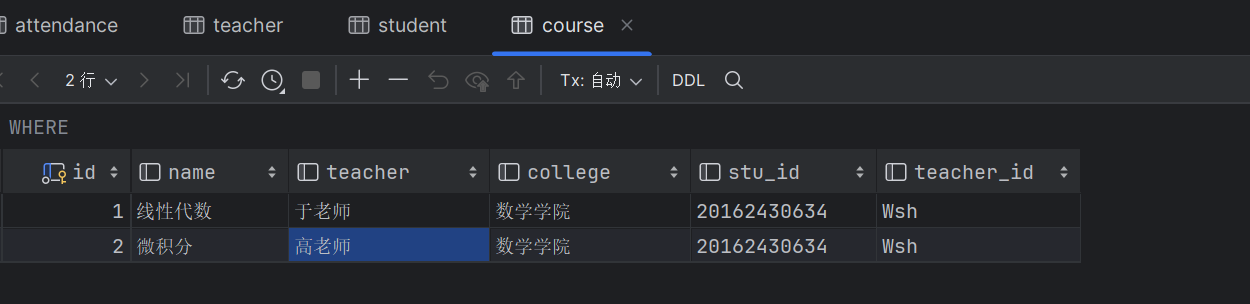 attendance teacher student course
2 行 Tx: 自动 DDL
WHERE
id name teacher college stu_id teacher_id
1 线性代数 于老师 数学学院 20162430634 Wsh
2 微积分 高老师 数学学院 20162430634 Wsh